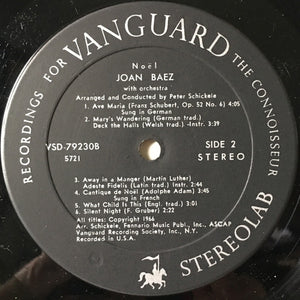 RECORDINGS FOR VANGUARD THE CONNOISSEUR
Noël
JOAN BAEZ
with orchestra
Arranged and Conducted by Peter Schickele
1. Ave Maria (Franz Schubert, Op. 52 No. 6) 4:05
Sung in German
2. Mary's Wandering (German trad.)
Deck the Halls (Welsh trad.) -Instr. 3:39
VSD-79230B
5721
SIDE 2
STEREO
3. Away in a Manger (Martin Luther)
Adeste Fidelis (Latin trad.) Instr. 2:44
4. Cantique de Noël (Adolphe Adam) 3:45
Sung in French
5. What Child Is This (Engl. trad.) 3:01
6. Silent Night (F. Gruber) 2:22
All titles: Copyright 1966
Arr. Schickele, Fennario Music Publ., Inc., ASCAP
Vanguard Recording Society, Inc., N.Y.
Recorded in U.S.A.
STEREOLAB